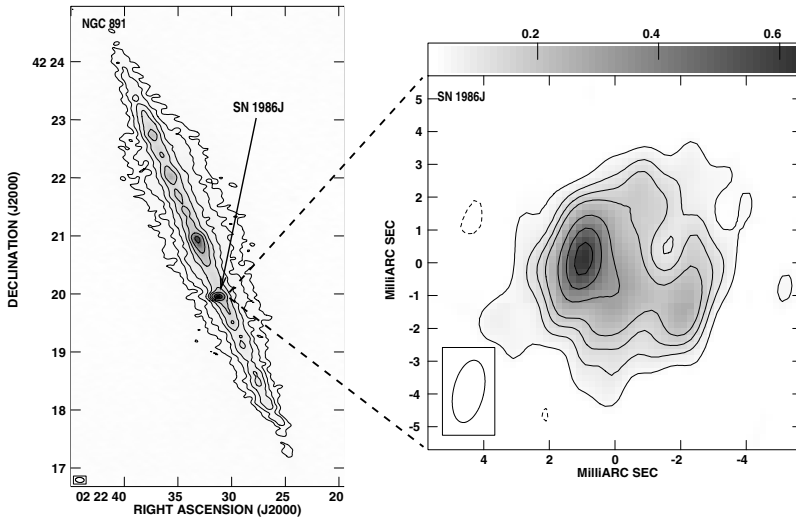 NGC 891
SN 1986J
DECLINATION (J2000)
42 24
23
22
21
20
19
18
17
02 22 40 35 30 25 20
RIGHT ASCENSION (J2000)
0.2 0.4 0.6
SN 1986J
MilliARC SEC
5
4
3
2
1
0
-1
-2
-3
-4
-5
4 2 0 -2 -4
MilliARC SEC